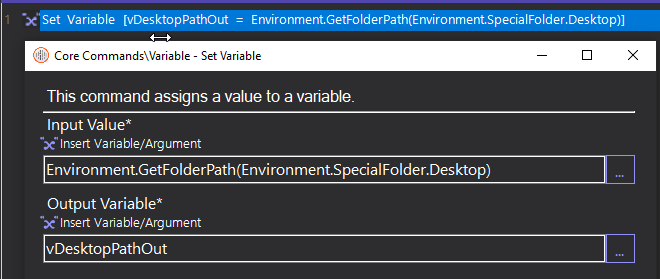 1 "x" Set Variable [vDesktopPathOut = Environment.GetFolderPath(Environment.SpecialFolder.Desktop)]
Core Commands\Variable - Set Variable
This command assigns a value to a variable.
Input Value*
"x" Insert Variable/Argument
Environment.GetFolderPath(Environment.SpecialFolder.Desktop)
...
Output Variable*
"x" Insert Variable/Argument
vDesktopPathOut
...